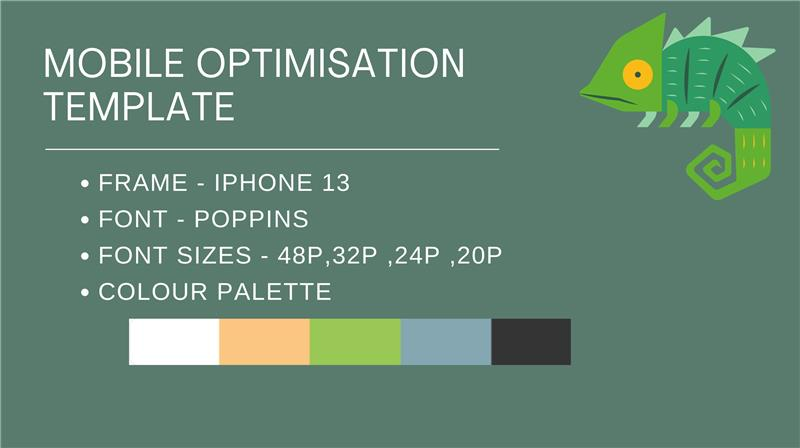 MOBILE OPTIMISATION
TEMPLATE
• FRAME - IPHONE 13
• FONT - POPPINS
• FONT SIZES - 48P,32P ,24P ,20P
• COLOUR PALETTE